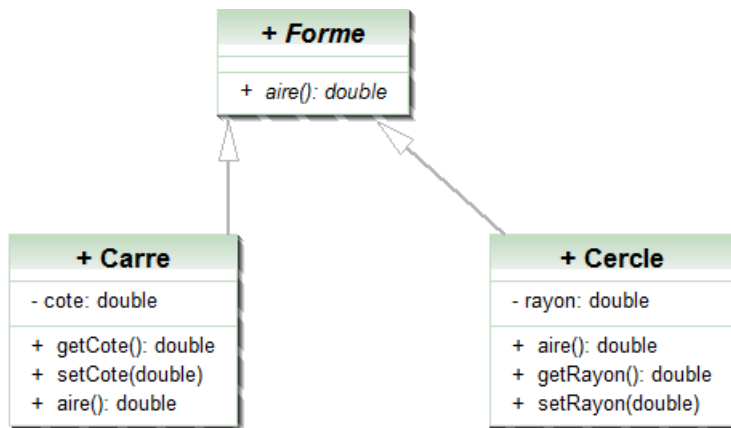 + Forme
+ aire(): double
+ Carre
- cote: double
+ getCote(): double
+ setCote(double)
+ aire(): double
+ Cercle
- rayon: double
+ aire(): double
+ getRayon(): double
+ setRayon(double)